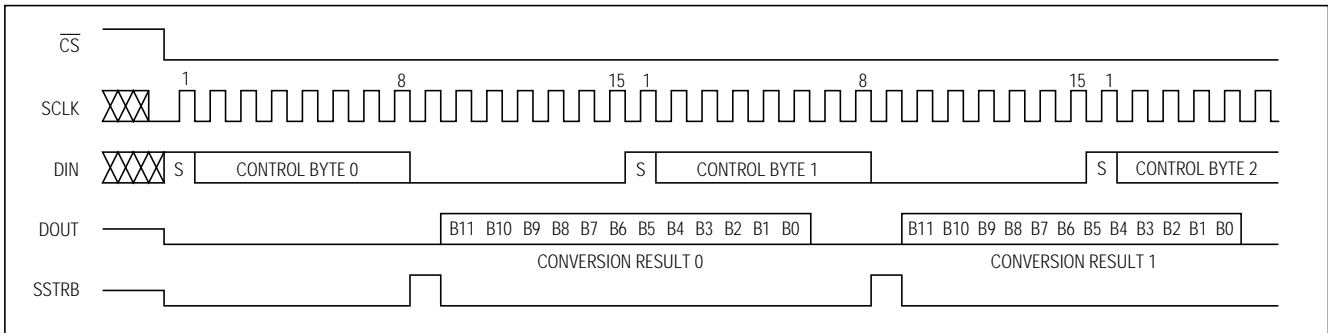 CS
1 8 15 1 8 15 1
SCLK
DIN S CONTROL BYTE 0 S CONTROL BYTE 1 S CONTROL BYTE 2
DOUT B11 B10 B9 B8 B7 B6 B5 B4 B3 B2 B1 B0 B11 B10 B9 B8 B7 B6 B5 B4 B3 B2 B1 B0
CONVERSION RESULT 0 CONVERSION RESULT 1
SSTRB